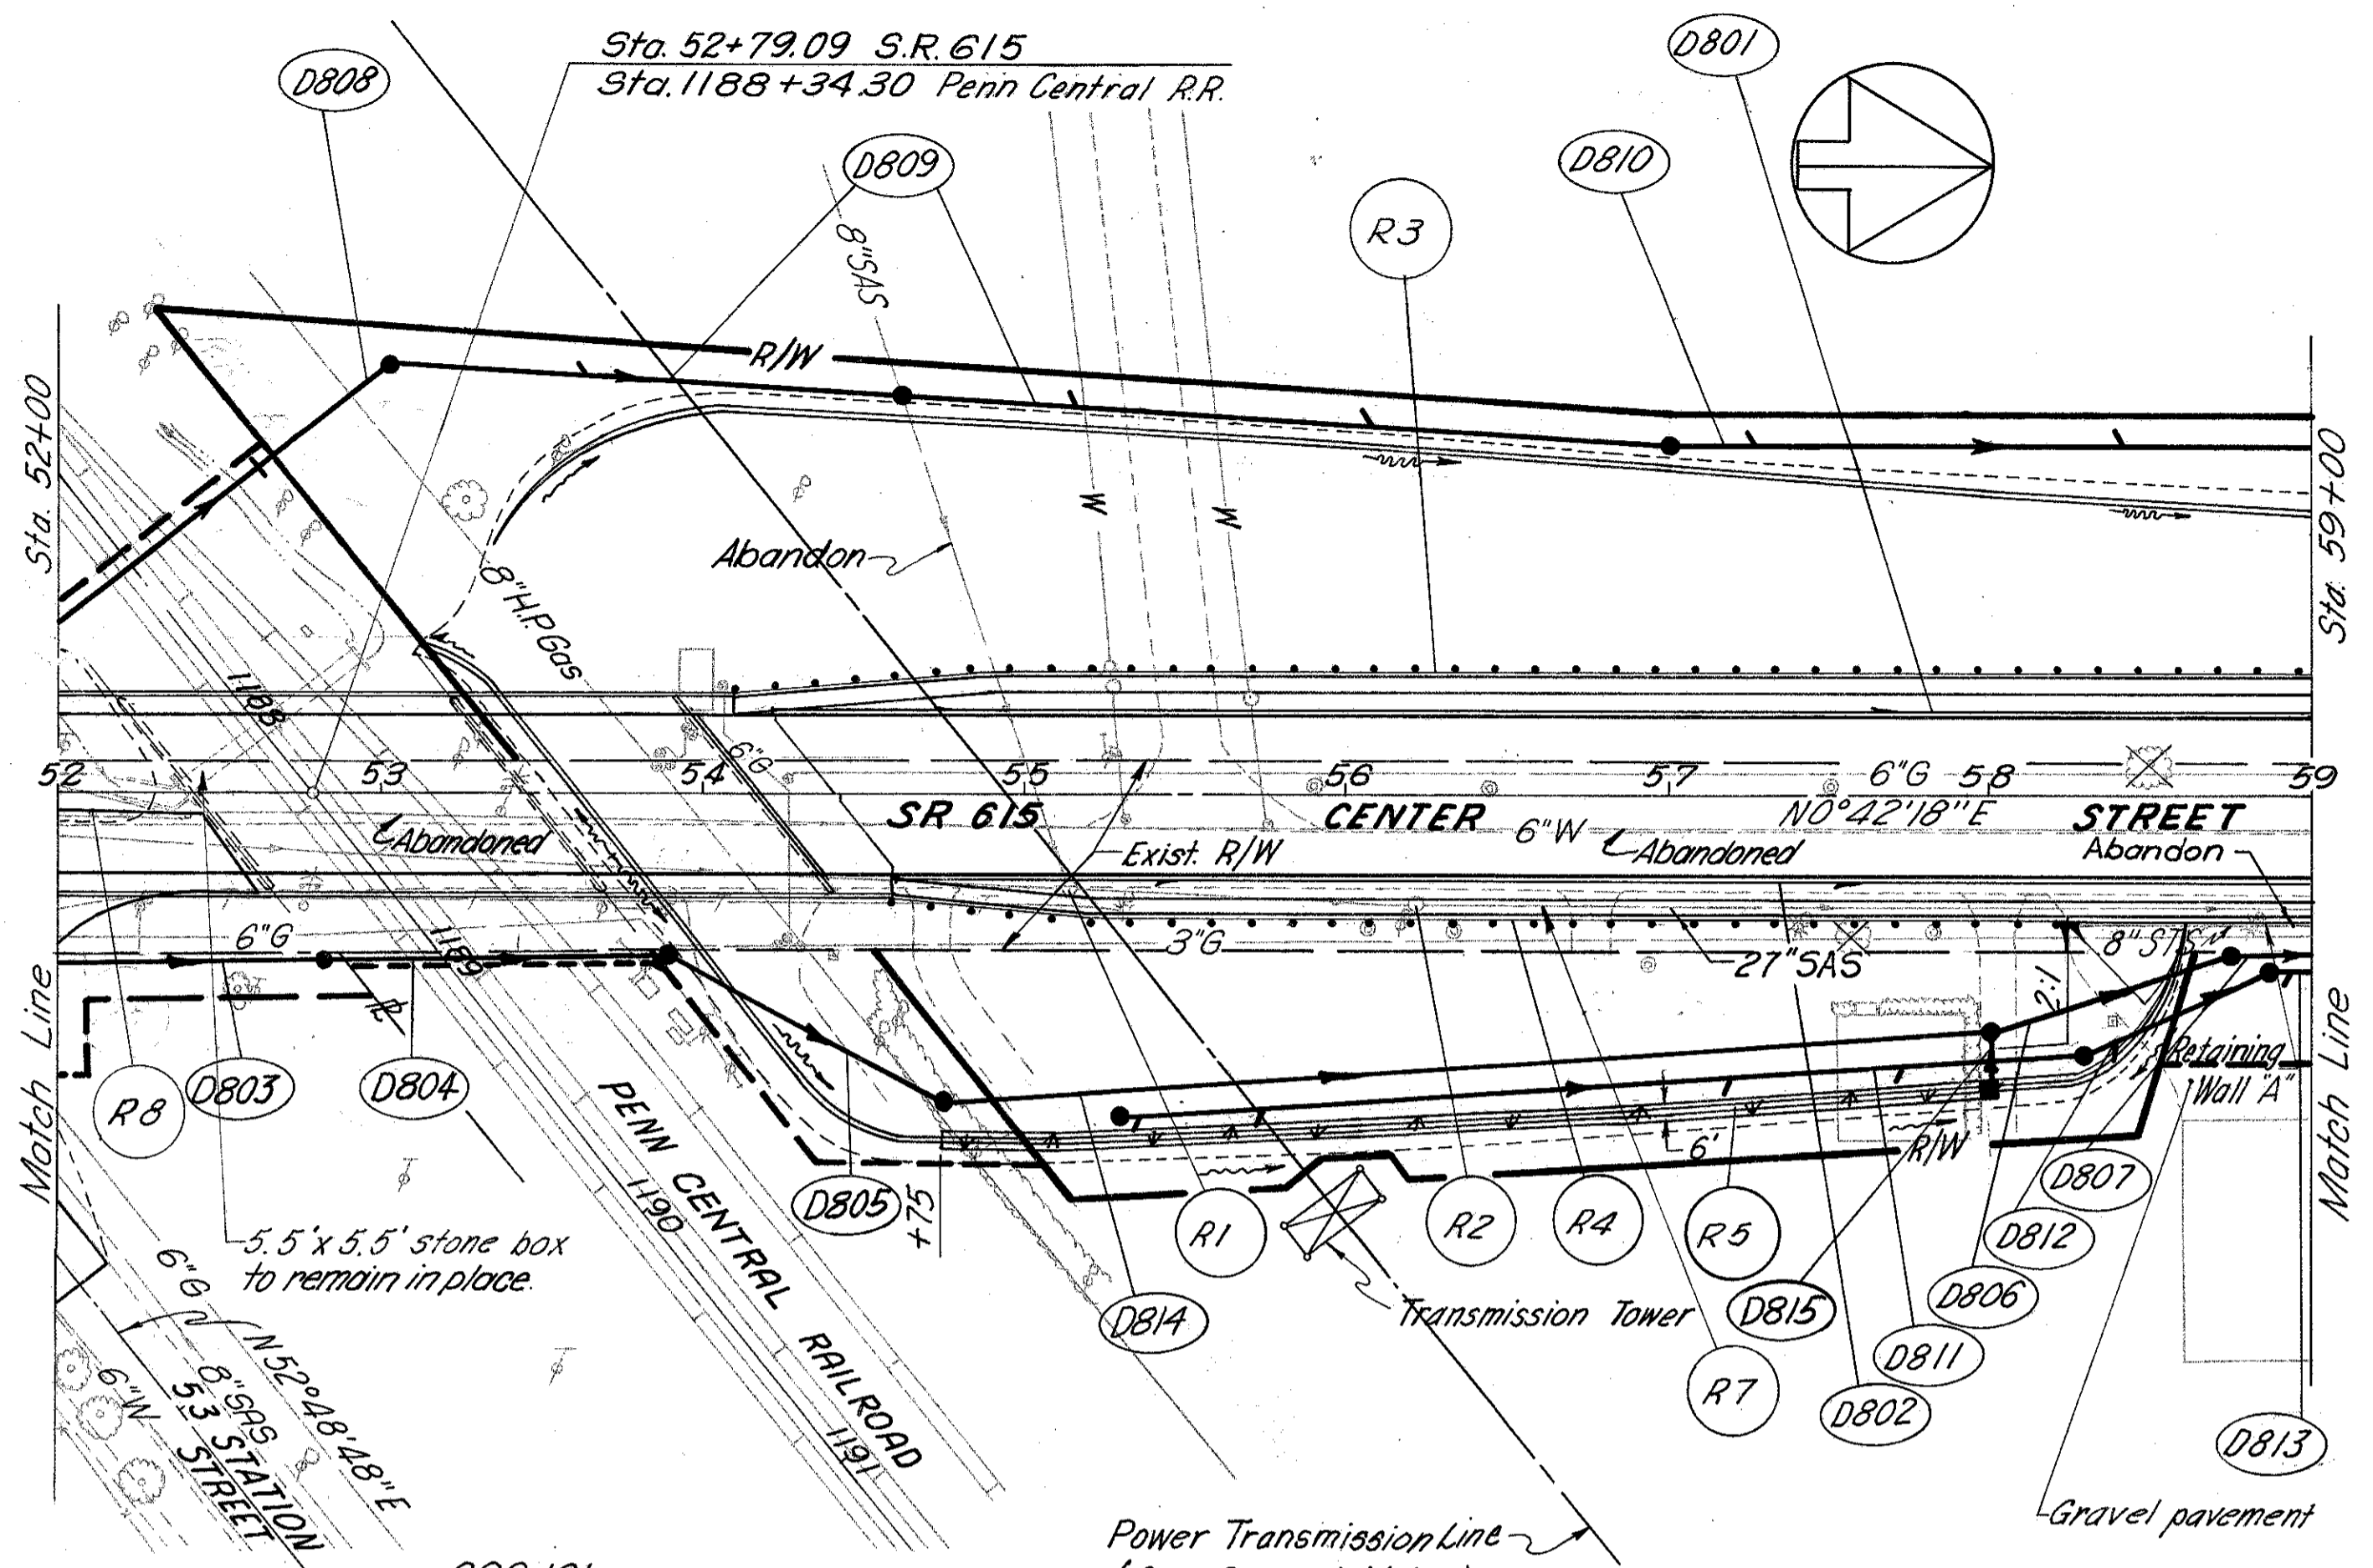 Sta. 52+79.09 S.R. 615
Sta. 1188+34.30 Penn Central R.R.
D808
D809
D801
D810
R3
8"SAS
R/W
Sta. 52+00
Sta. 59+00
W
W
Abandon
8"H.P. Gas
1188
6"G
52
53
54
55
56
57
6"G
58
59
SR 615
CENTER
STREET
N0°42'18"E
Abandoned
Exist. R/W
6"W
Abandoned
Abandon
6"G
1189
3"G
27"SAS
8" ST.S.
2:1
Retaining
Wall "A"
Match Line
Match Line
R8
D803
D804
D805
+75
PENN CENTRAL RAILROAD
1190
1191
6'
R/W
R1
R2
R4
R5
R7
D807
D812
D806
D815
D811
D802
D814
D813
5.5'x5.5' stone box
to remain in place.
Transmission Tower
6"G
N52°48'48"E
8"SAS
53 STATION
STREET
6"W
Power Transmission Line
Gravel pavement